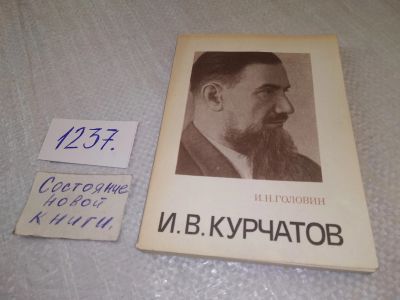 1237.
Состояние
новой
книги.
И.Н.ГОЛОВИН
И.В.КУРЧАТОВ